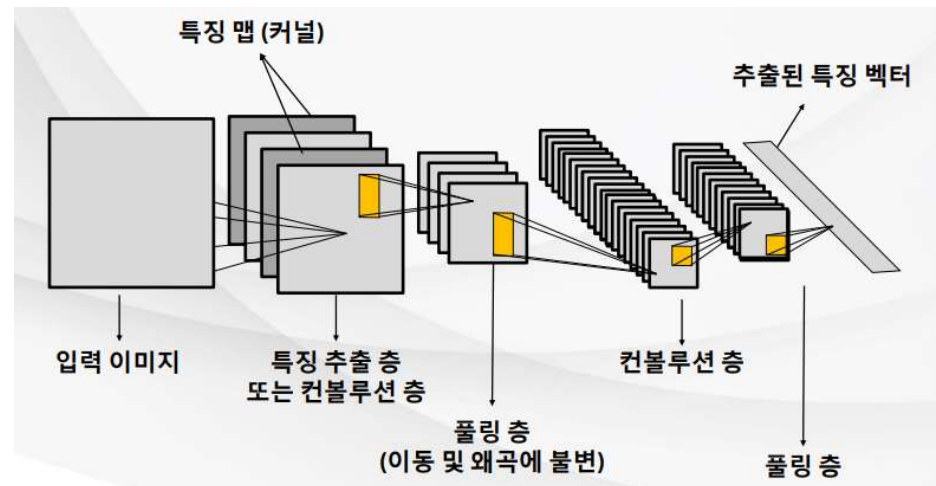 특징 맵 (커널)
추출된 특징 벡터
입력 이미지
특징 추출 층
또는 컨볼루션 층
컨볼루션 층
풀링 층
(이동 및 왜곡에 불변)
풀링 층